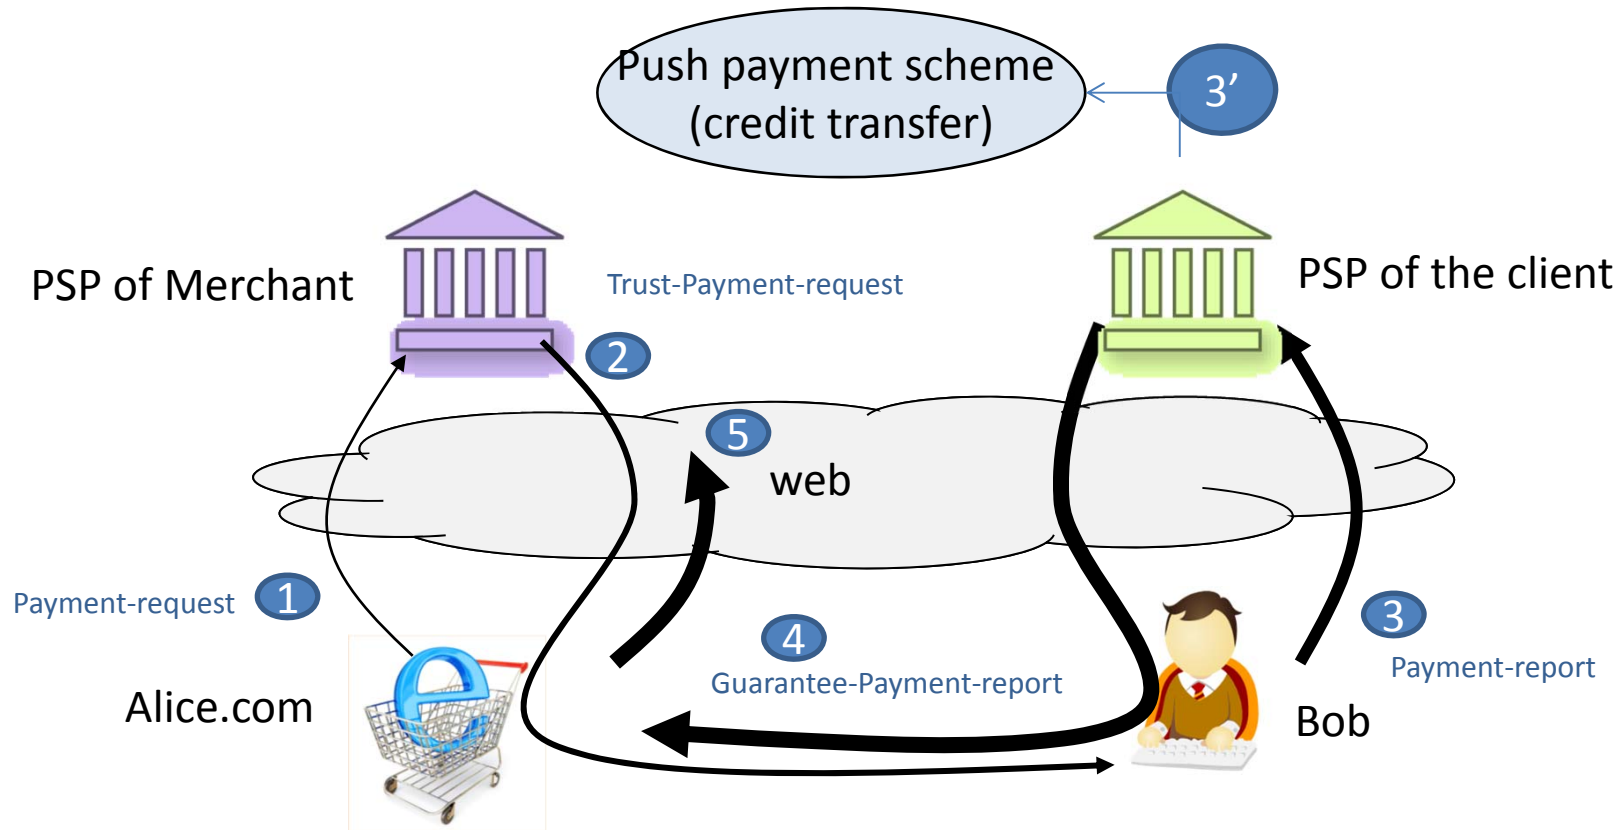 Push payment scheme
(credit transfer)
3’
PSP of Merchant
Trust-Payment-request
PSP of the client
2
5
web
Payment-request
1
4
3
Guarantee-Payment-report
Payment-report
Alice.com
Bob